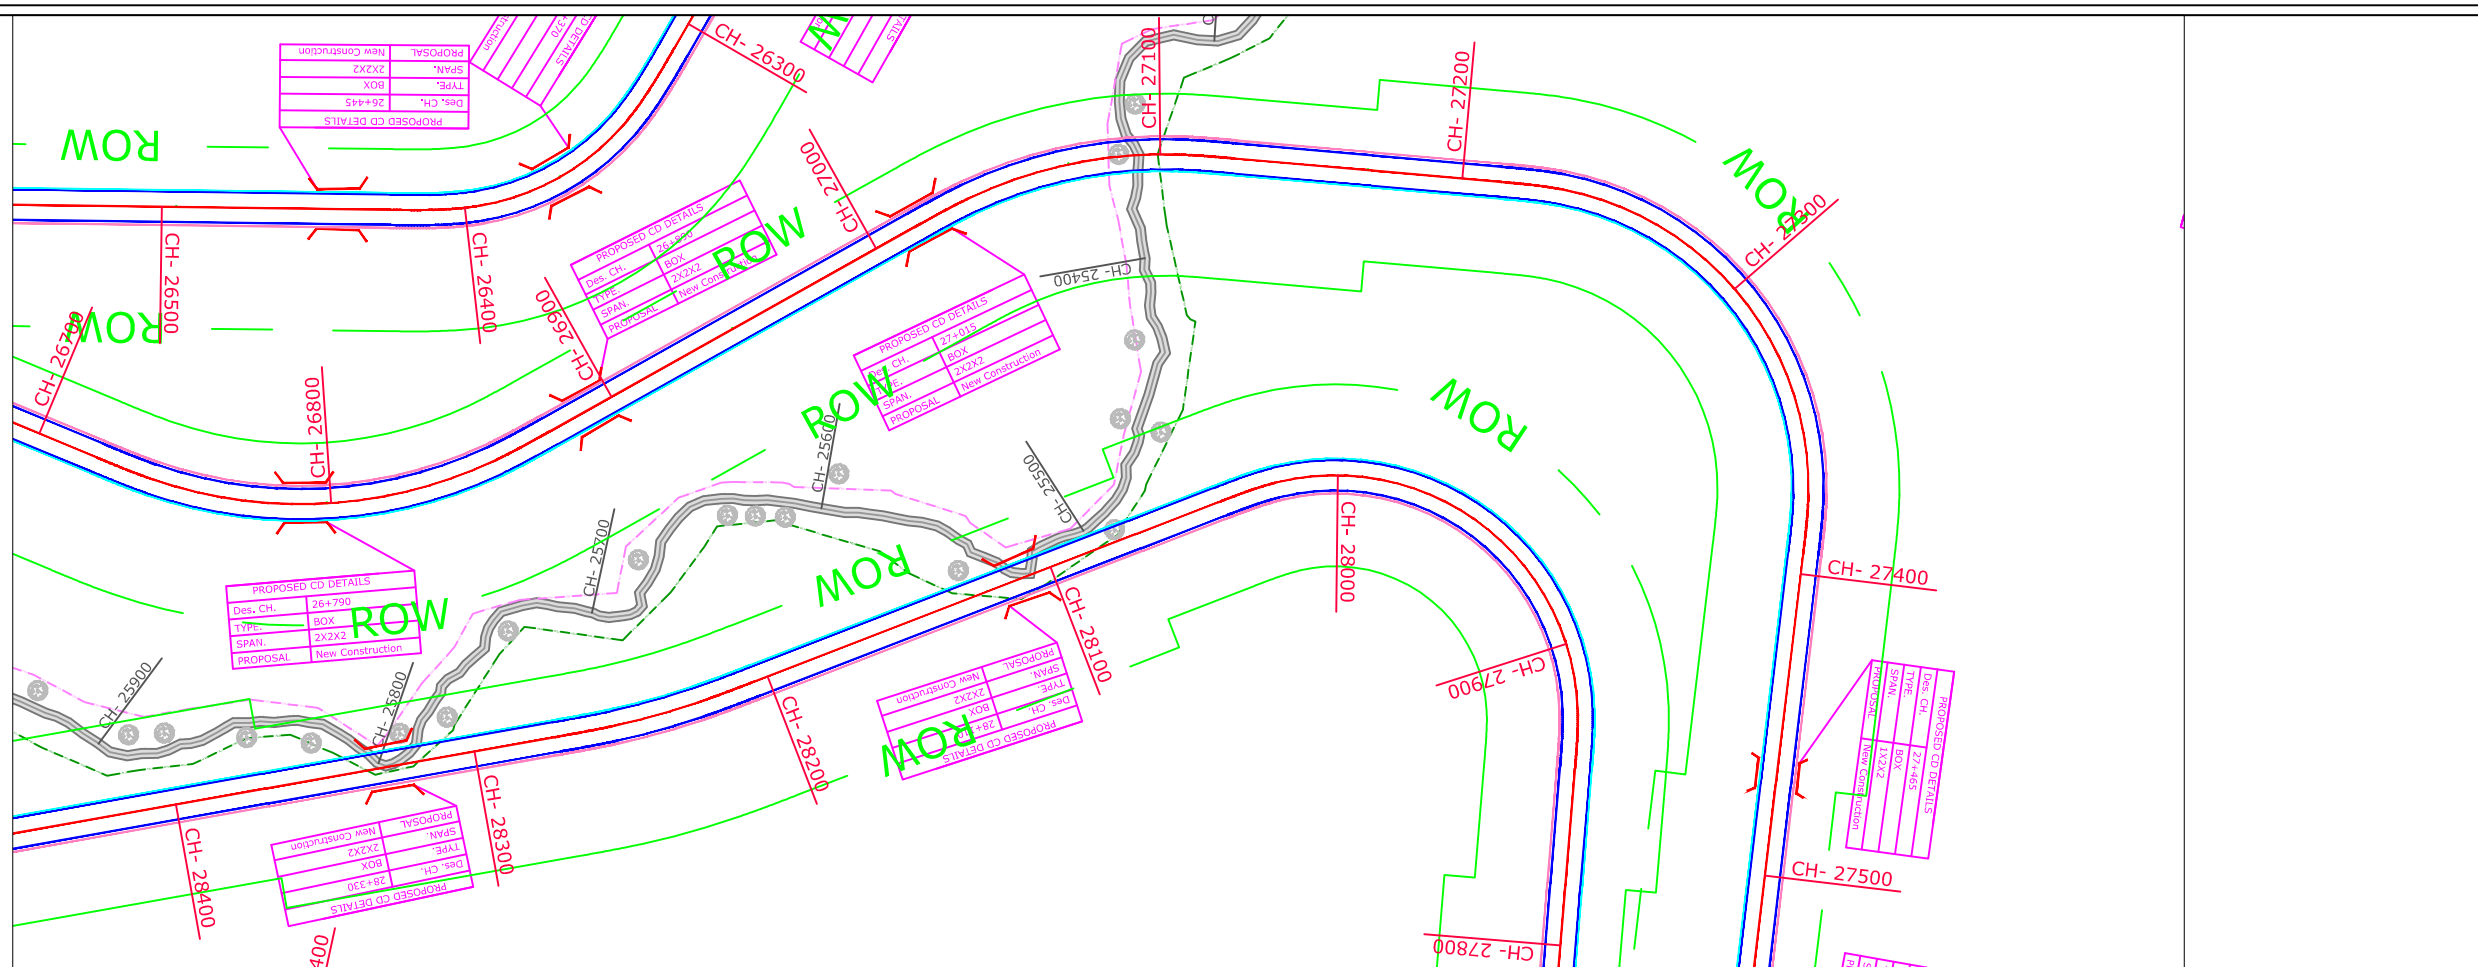 CH- 26300
PROPOSED CD DETAILS
Des. CH. 26+445
TYPE. BOX
SPAN. 2X2X2
PROPOSAL New Construction
ROW
CH- 27100
CH- 27200
CH- 27000
ROW
CH- 27300
CH- 26500
CH- 26400
ROW
CH- 26700
CH- 26800
CH- 26900
PROPOSED CD DETAILS
Des. CH.
TYPE. BOX
SPAN. 2X2X2
PROPOSAL New Construction
ROW
CH- 25400
PROPOSED CD DETAILS
Des. CH. 27+015
TYPE. BOX
SPAN. 2X2X2
PROPOSAL New Construction
ROW
ROW
CH- 25600
CH- 25500
CH- 25700
CH- 28000
CH- 27400
ROW
CH- 28100
PROPOSED CD DETAILS
Des. CH. 26+790
TYPE. BOX
SPAN. 2X2X2
PROPOSAL New Construction
ROW
CH- 25900
CH- 25800
CH- 27900
PROPOSED CD DETAILS
Des. CH.
TYPE. BOX
SPAN. 2X2X2
PROPOSAL New Construction
ROW
PROPOSED CD DETAILS
Des. CH. 27+465
TYPE. BOX
SPAN. 1X2X2
PROPOSAL New Construction
CH- 28200
CH- 28300
CH- 28400
PROPOSED CD DETAILS
Des. CH. 28+330
TYPE. BOX
SPAN. 2X2X2
PROPOSAL New Construction
CH- 27500
CH- 27800